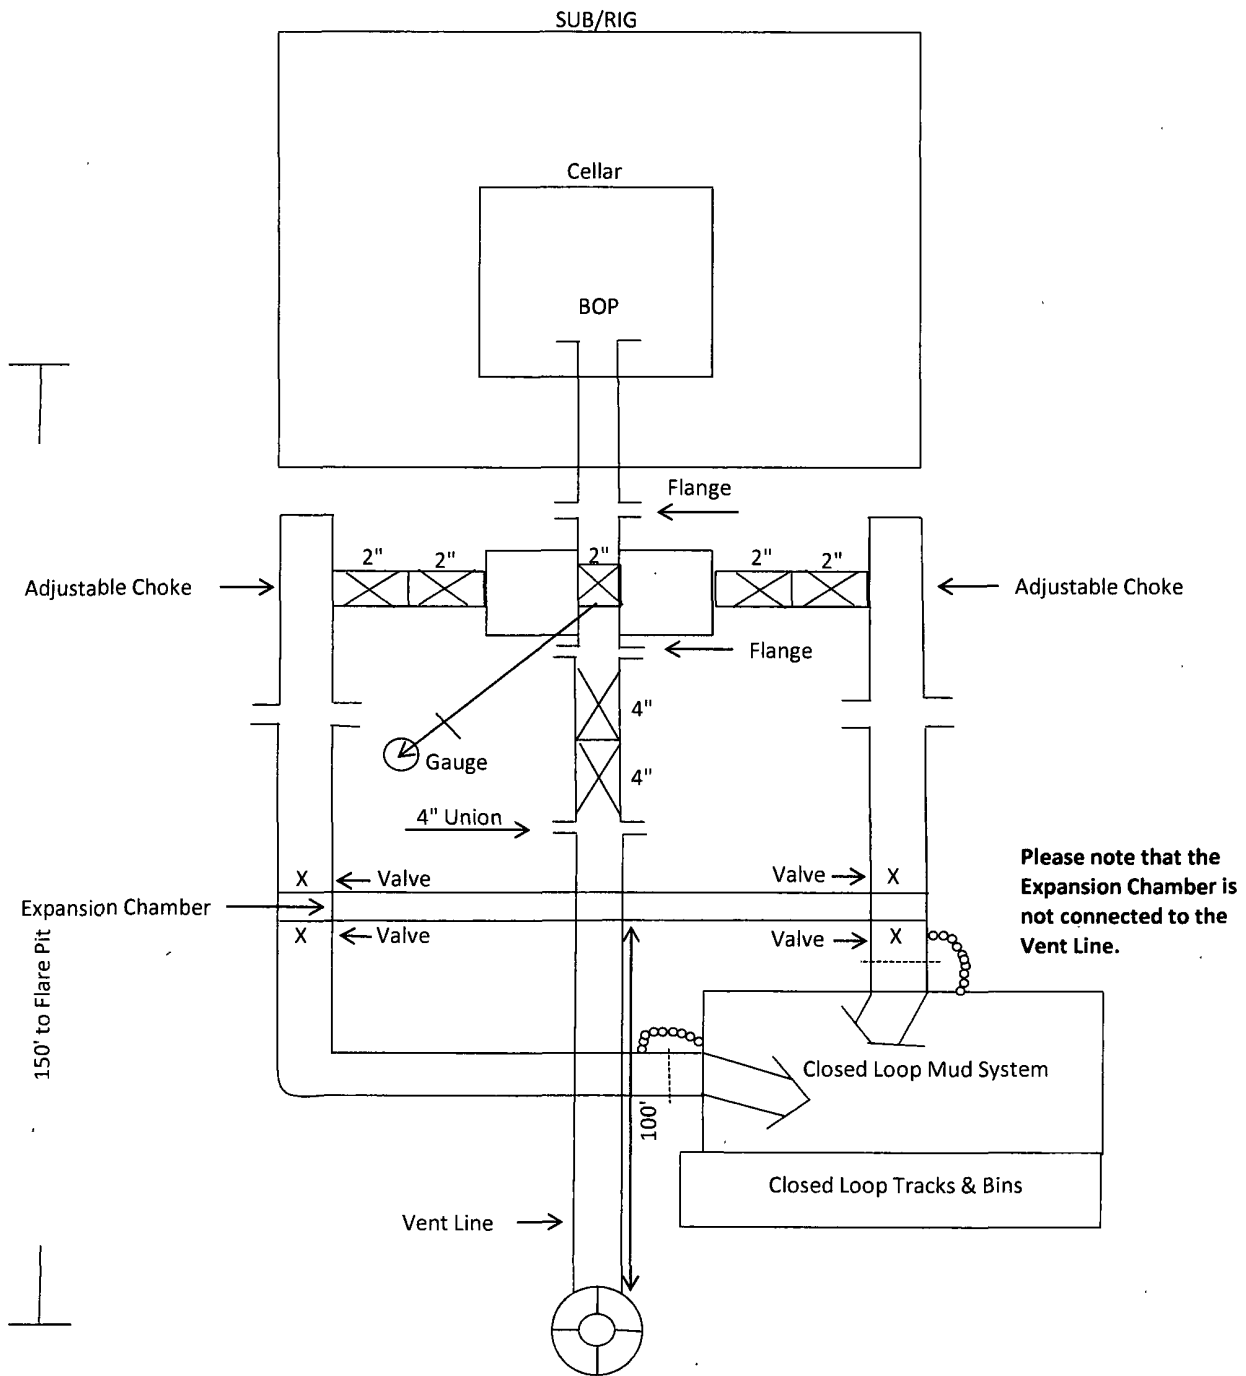 SUB/RIG
Cellar
BOP
Flange
2"
2"
2"
2"
2"
Adjustable Choke
Adjustable Choke
Flange
4"
Gauge
4"
4" Union
Please note that the
Expansion Chamber is
not connected to the
Vent Line.
X
Valve
Valve
X
Expansion Chamber
X
Valve
Valve
X
150' to Flare Pit
Closed Loop Mud System
100'
Closed Loop Tracks & Bins
Vent Line